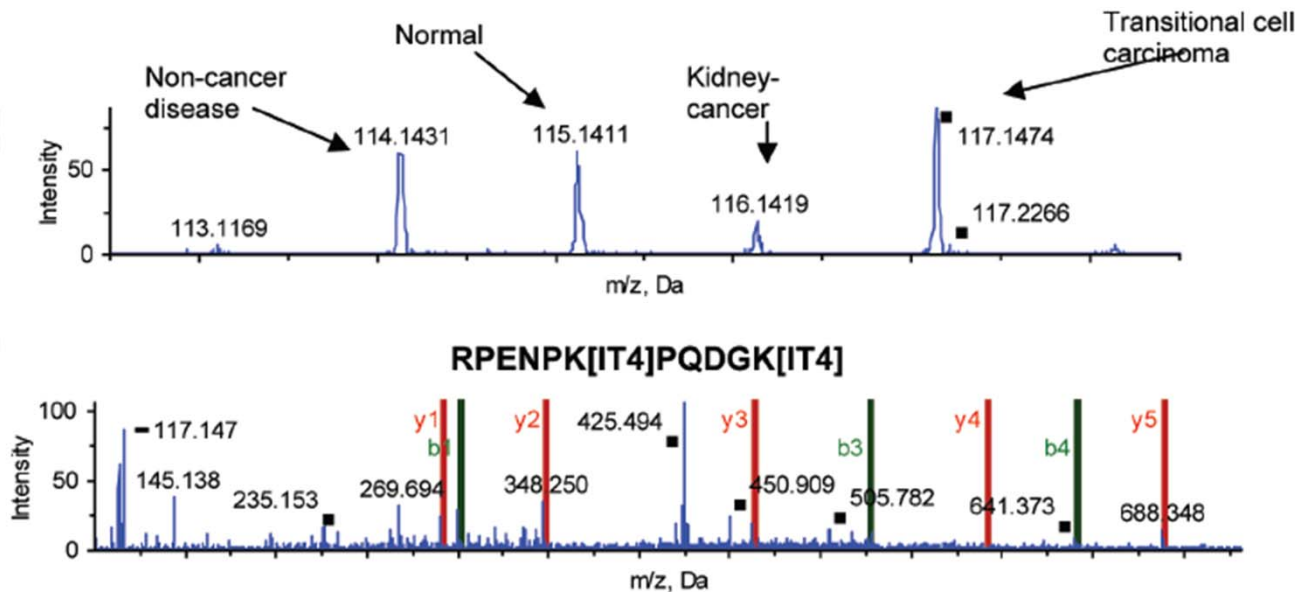 Transitional cell
carcinoma
Normal
Kidney-
cancer
Non-cancer
disease
114.1431
115.1411
117.1474
116.1419
117.2266
113.1169
Intensity
50
0
m/z, Da
RPENPK[IT4]PQDGK[IT4]
100
50
0
Intensity
y1
y2
y3
y4
y5
b1
b3
b4
117.147
425.494
145.138
235.153
269.694
348.250
450.909
505.782
641.373
688.348
m/z, Da